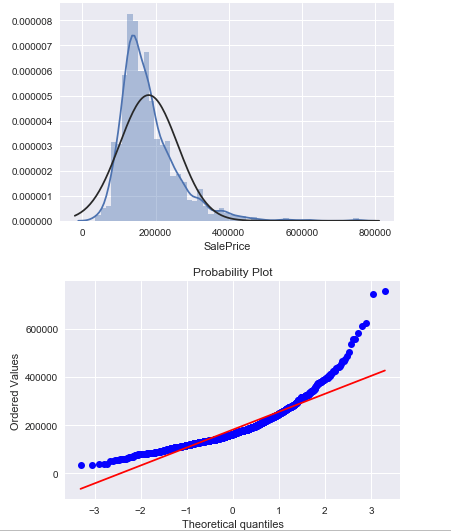 0.000008
0.000007
0.000006
0.000005
0.000004
0.000003
0.000002
0.000001
0.000000
0 200000 400000 600000 800000
SalePrice
Probability Plot
Ordered Values
600000
400000
200000
0
−3 −2 −1 0 1 2 3
Theoretical quantiles